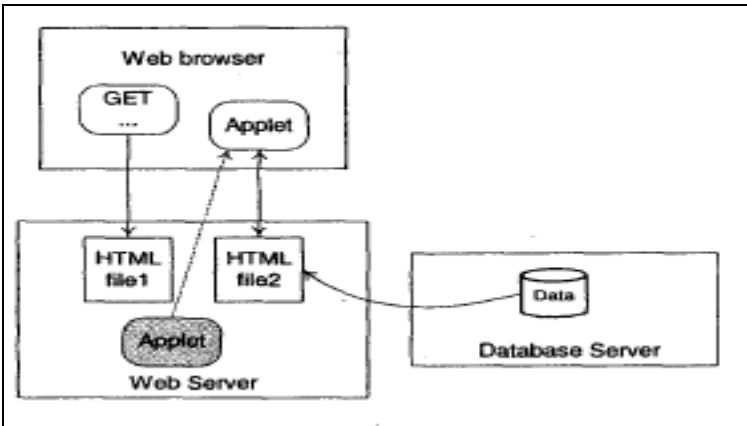 Web browser
GET
...
Applet
HTML
file1
HTML
file2
Applet
Web Server
Data
Database Server